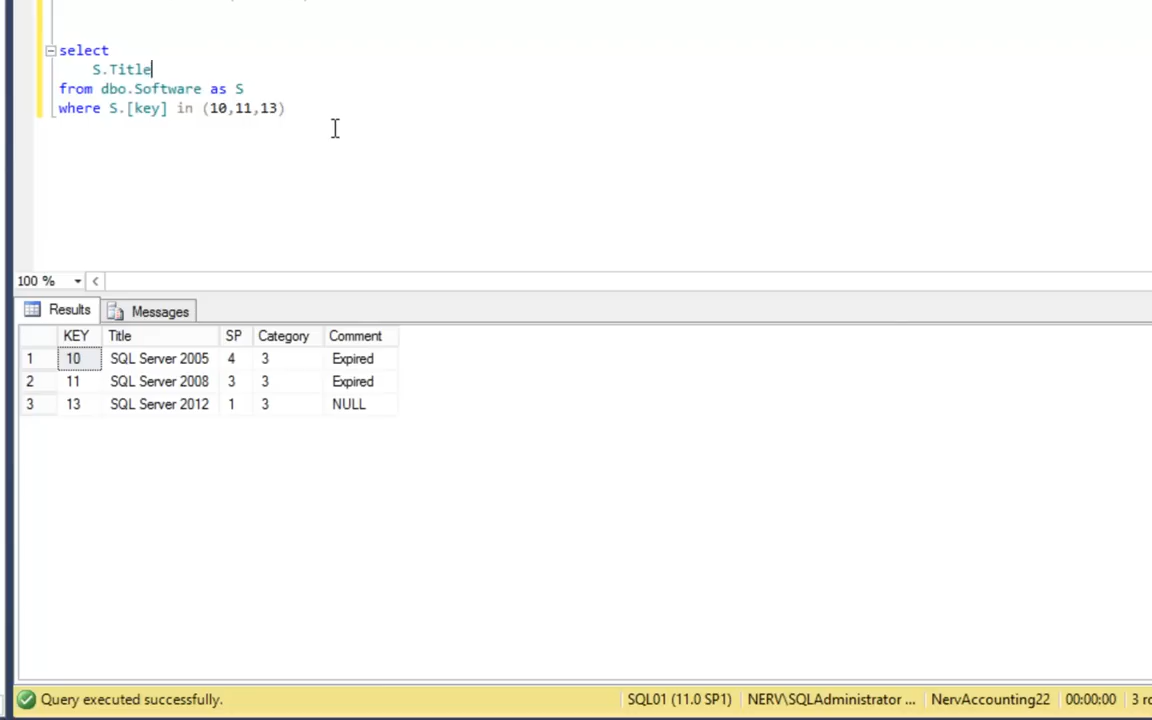 select
S.Title
from dbo.Software as S
where S.[key] in (10,11,13)
100 %
Results Messages
KEY Title SP Category Comment
1 10 SQL Server 2005 4 3 Expired
2 11 SQL Server 2008 3 3 Expired
3 13 SQL Server 2012 1 3 NULL
Query executed successfully. SQL01 (11.0 SP1) NERV\SQLAdministrator ... NervAccounting22 00:00:00 3